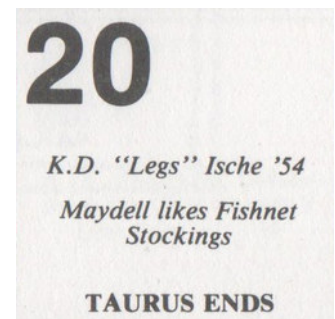 20
K.D. "Legs" Ische '54
Maydell likes Fishnet
Stockings
TAURUS ENDS